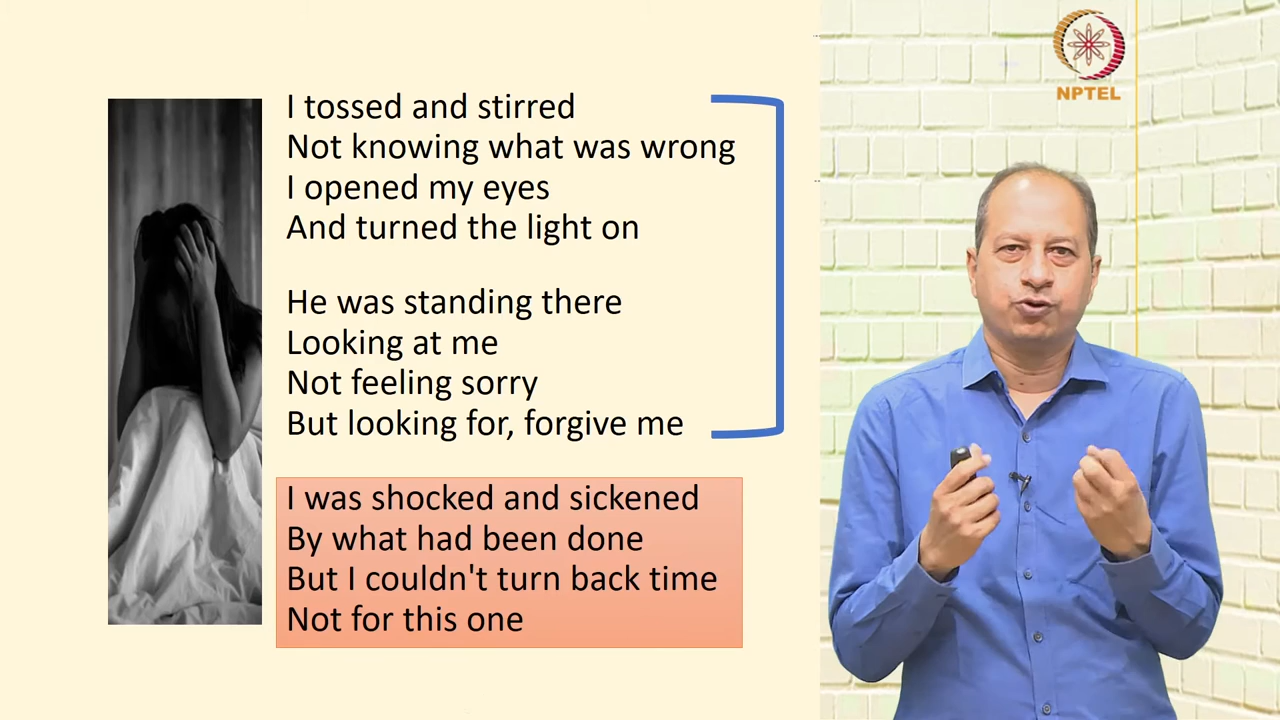 I tossed and stirred
Not knowing what was wrong
I opened my eyes
And turned the light on
He was standing there
Looking at me
Not feeling sorry
But looking for, forgive me
I was shocked and sickened
By what had been done
But I couldn't turn back time
Not for this one
NPTEL